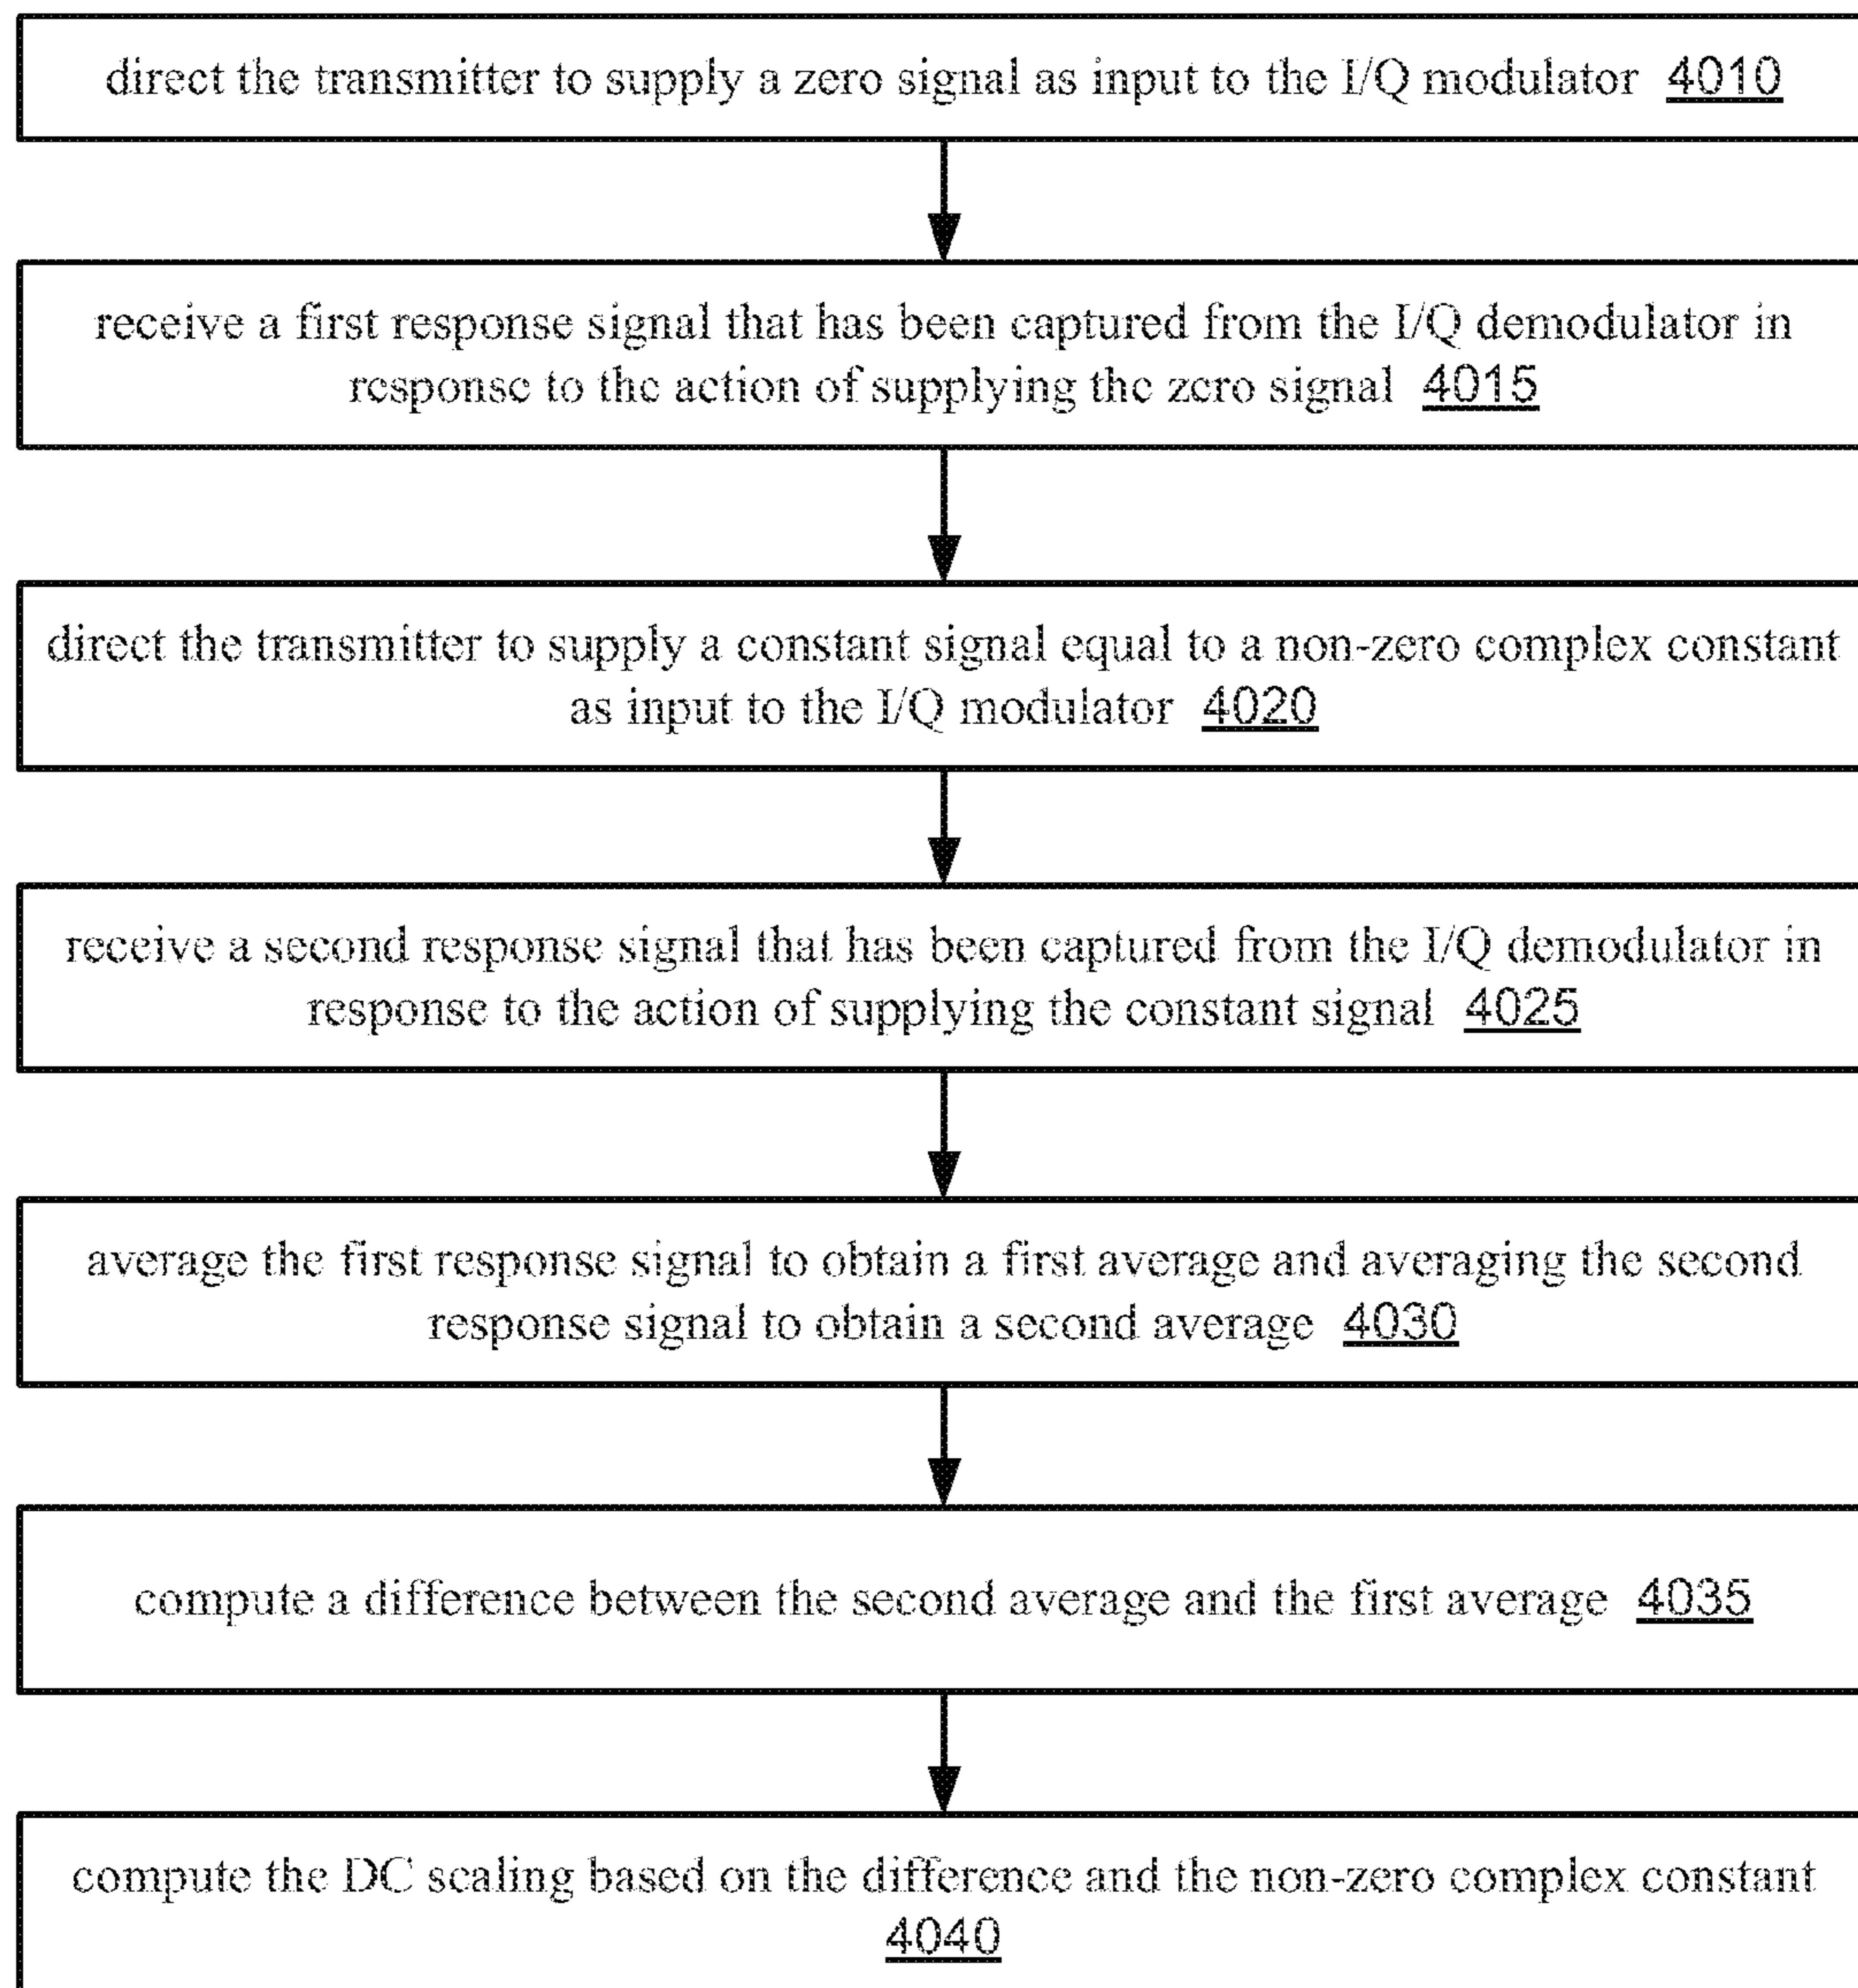 direct the transmitter to supply a zero signal as input to the I/Q modulator 4010
receive a first response signal that has been captured from the I/Q demodulator in
response to the action of supplying the zero signal 4015
direct the transmitter to supply a constant signal equal to a non-zero complex constant
as input to the I/Q modulator 4020
receive a second response signal that has been captured from the I/Q demodulator in
response to the action of supplying the constant signal 4025
average the first response signal to obtain a first average and averaging the second
response signal to obtain a second average 4030
compute a difference between the second average and the first average 4035
compute the DC scaling based on the difference and the non-zero complex constant
4040